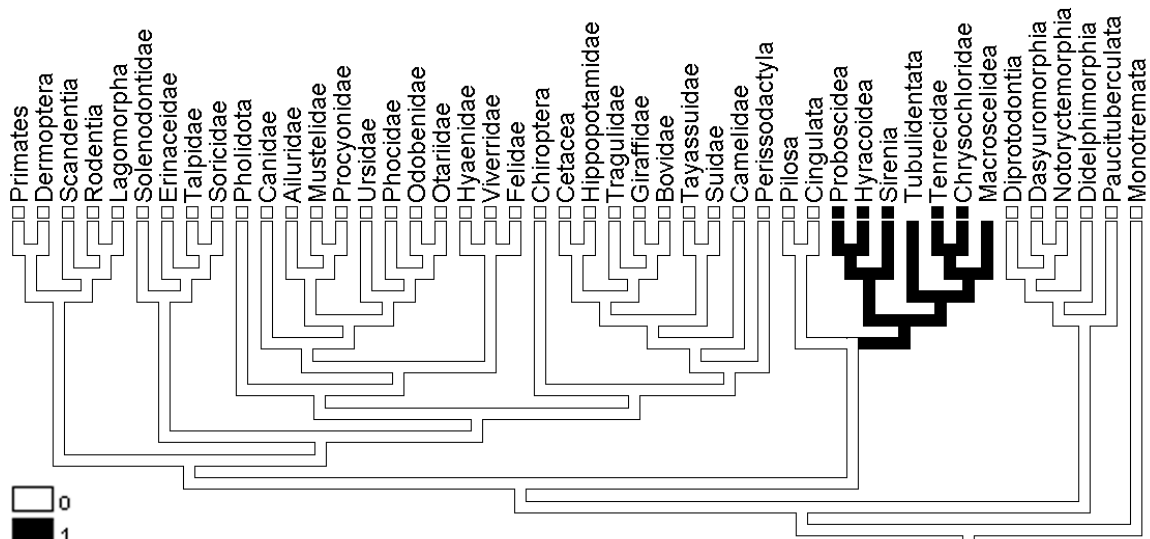 Primates
Dermoptera
Scandentia
Rodentia
Lagomorpha
Solenodontidae
Erinaceidae
Talpidae
Soricidae
Pholidota
Canidae
Ailuridae
Mustelidae
Procyonidae
Ursidae
Phocidae
Odobenidae
Otariidae
Hyaenidae
Viverridae
Felidae
Chiroptera
Cetacea
Hippopotamidae
Tragulidae
Giraffidae
Bovidae
Tayassuidae
Suidae
Camelidae
Perissodactyla
Pilosa
Cingulata
Proboscidea
Hyracoidea
Sirenia
Tubulidentata
Tenrecidae
Chrysochloridae
Macroscelidea
Diprotodontia
Dasyuromorphia
Notoryctemorphia
Didelphimorphia
Paucituberculata
Monotremata
0
1